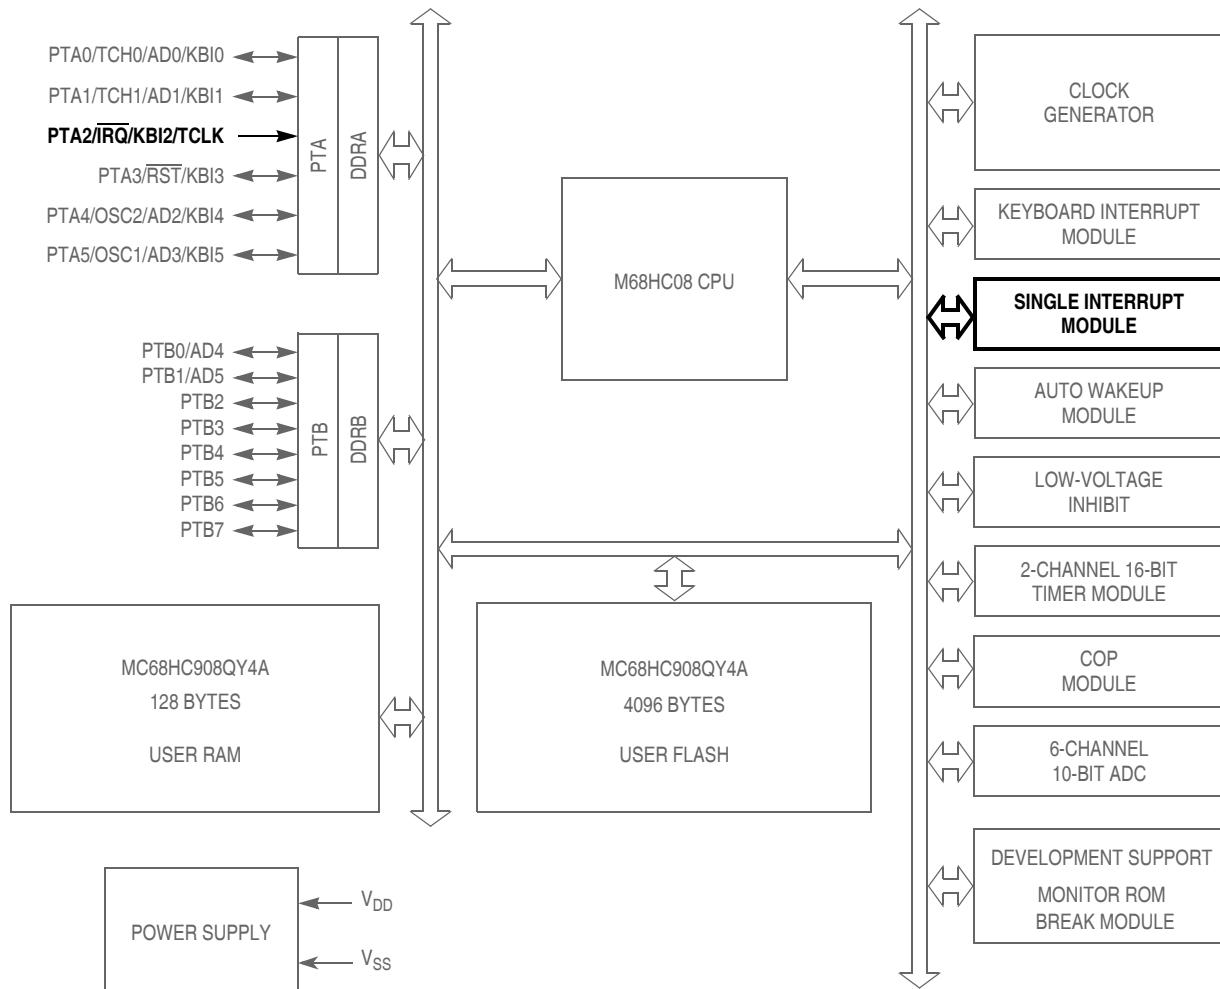 PTA0/TCH0/AD0/KBI0
PTA1/TCH1/AD1/KBI1
PTA2/IRQ/KBI2/TCLK
PTA3/RST/KBI3
PTA4/OSC2/AD2/KBI4
PTA5/OSC1/AD3/KBI5
PTA
DDRA
PTB0/AD4
PTB1/AD5
PTB2
PTB3
PTB4
PTB5
PTB6
PTB7
PTB
DDRB
M68HC08 CPU
MC68HC908QY4A
128 BYTES
USER RAM
MC68HC908QY4A
4096 BYTES
USER FLASH
POWER SUPPLY
VDD
VSS
CLOCK
GENERATOR
KEYBOARD INTERRUPT
MODULE
SINGLE INTERRUPT
MODULE
AUTO WAKEUP
MODULE
LOW-VOLTAGE
INHIBIT
2-CHANNEL 16-BIT
TIMER MODULE
COP
MODULE
6-CHANNEL
10-BIT ADC
DEVELOPMENT SUPPORT
MONITOR ROM
BREAK MODULE